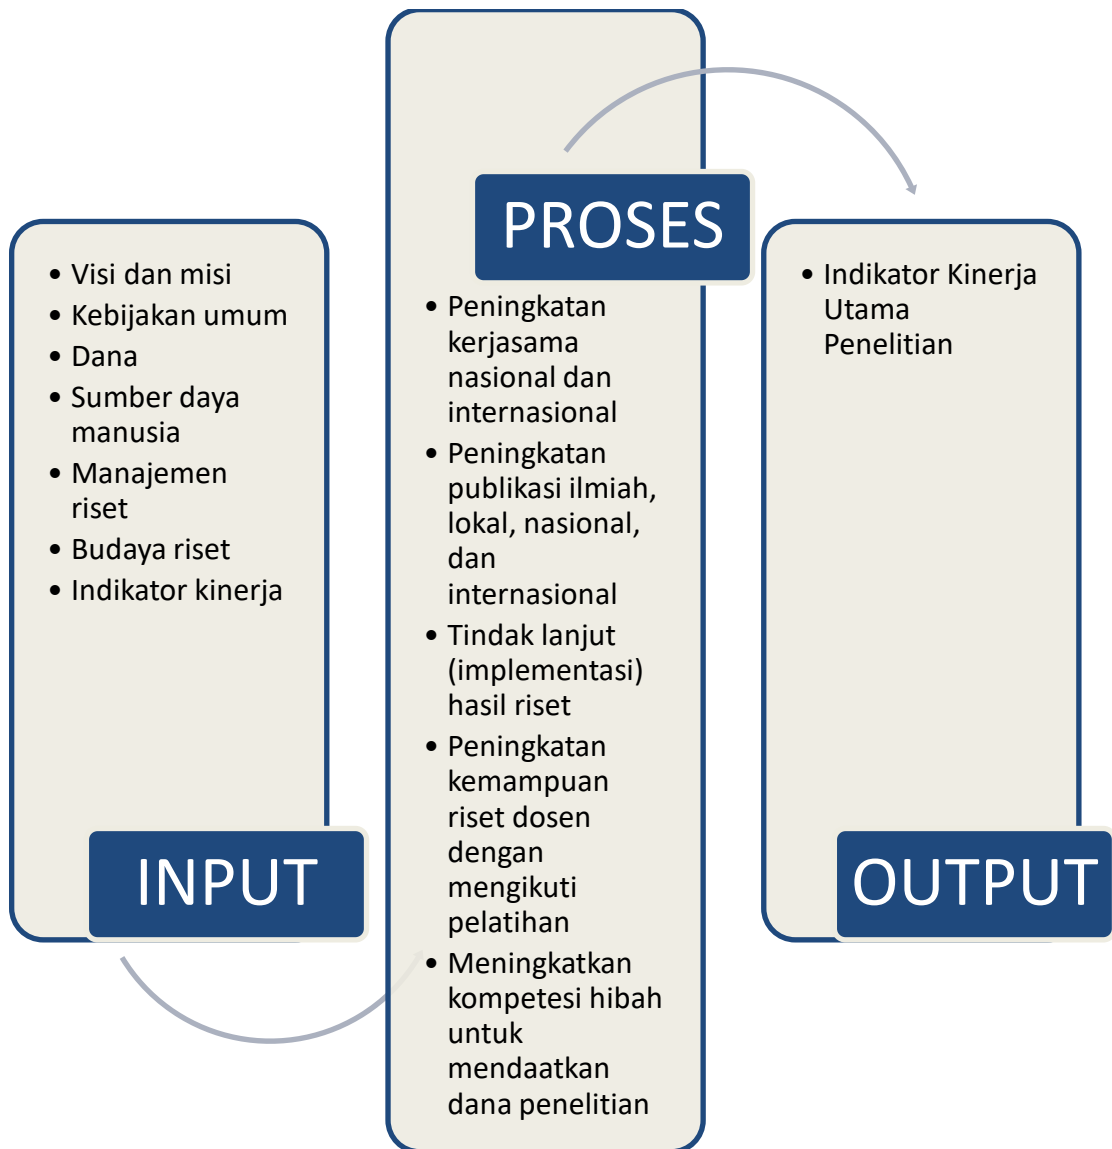 • Visi dan misi
• Kebijakan umum
• Dana
• Sumber daya
manusia
• Manajemen
riset
• Budaya riset
• Indikator kinerja
INPUT
PROSES
• Peningkatan
kerjasama
nasional dan
internasional
• Peningkatan
publikasi ilmiah,
lokal, nasional,
dan
internasional
• Tindak lanjut
(implementasi)
hasil riset
• Peningkatan
kemampuan
riset dosen
dengan
mengikuti
pelatihan
• Meningkatkan
kompetesi hibah
untuk
mendaatkan
dana penelitian
• Indikator Kinerja
Utama
Penelitian
OUTPUT